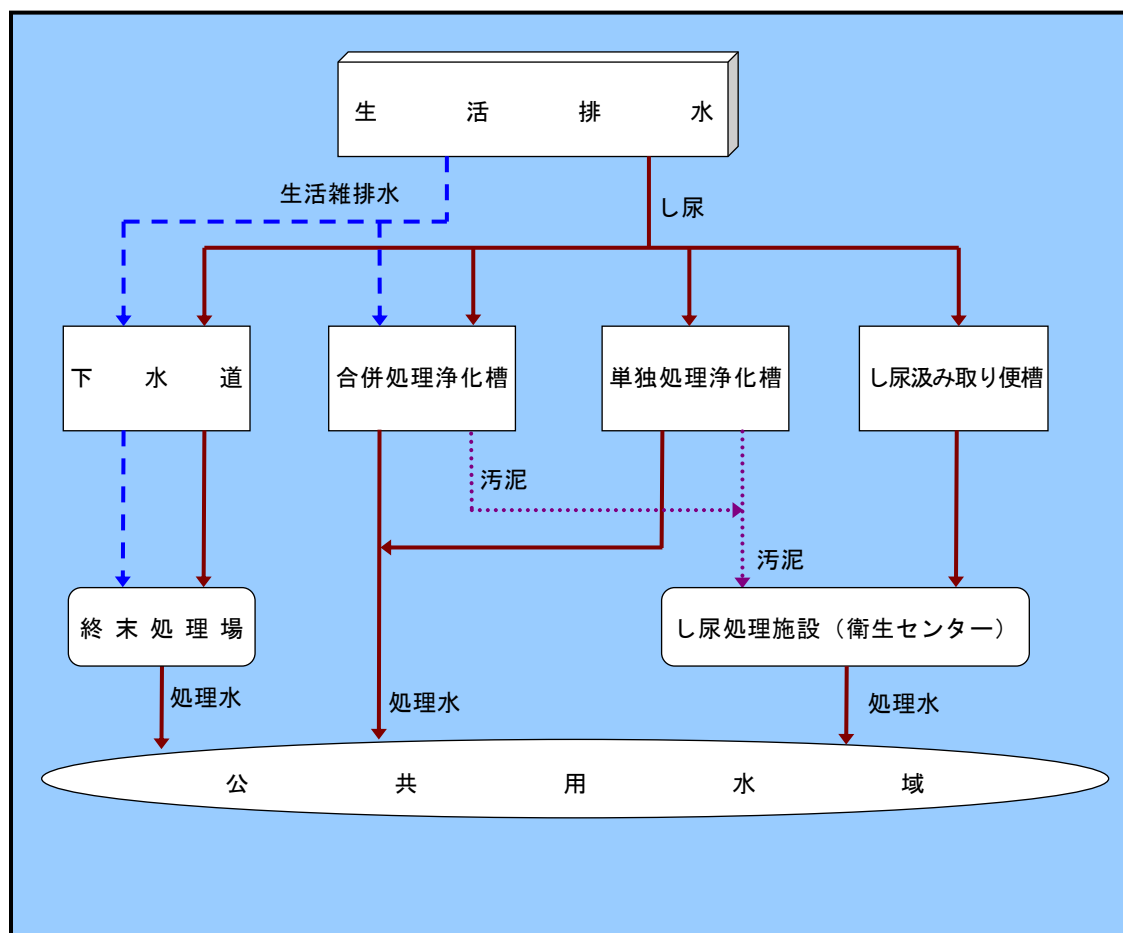 生活排水
生活雑排水
し尿
下水道
合併処理浄化槽
単独処理浄化槽
し尿汲み取り便槽
汚泥
汚泥
終末処理場
し尿処理施設（衛生センター）
処理水
処理水
処理水
公共用水域